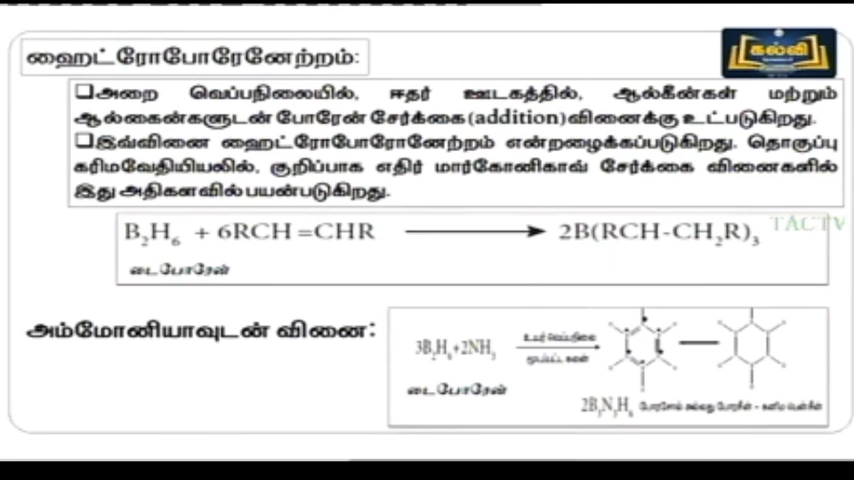 ஹைட்ரோபோரேனேற்றம்:
கல்வி
❑அறை வெப்பநிலையில், ஈதர் ஊடகத்தில், ஆல்கீன்கள் மற்றும்
ஆல்கைன்களுடன் போரேன் சேர்க்கை (addition) வினைக்கு உட்படுகிறது.
❑இவ்வினை ஹைட்ரோபோரோனேற்றம் என்றழைக்கப்படுகிறது. தொகுப்பு
கரிமவேதியியலில், குறிப்பாக எதிர் மார்கோனிகாவ் சேர்க்கை வினைகளில்
இது அதிகளவில் பயன்படுகிறது.
TACTV
B₂H₆ + 6RCH =CHR ⟶ 2B(RCH-CH₂R)₃
டைபோரேன்
அம்மோனியாவுடன் வினை:
உயர் வெப்பநிலை
3B₂H₆+2NH₃
டைபோரேன்
2B₃N₃H₆